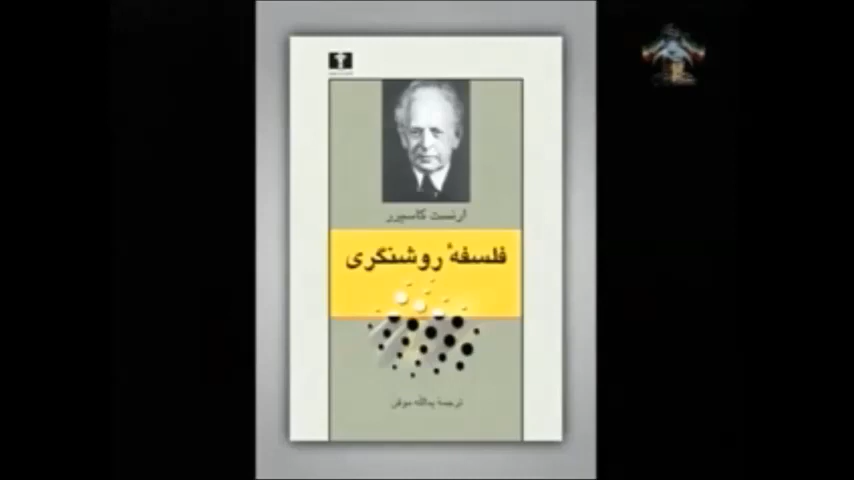 ارنست کاسیرر
فلسفهٔ روشنگری
ترجمهٔ یدالله موقن